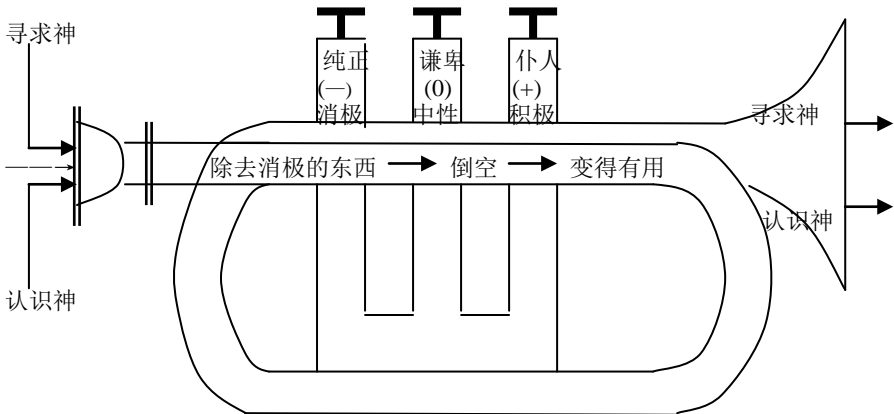 寻求神
认识神
纯正
(—)
消极
谦卑
(0)
中性
仆人
(+)
积极
除去消极的东西 倒空 变得有用
寻求神
认识神